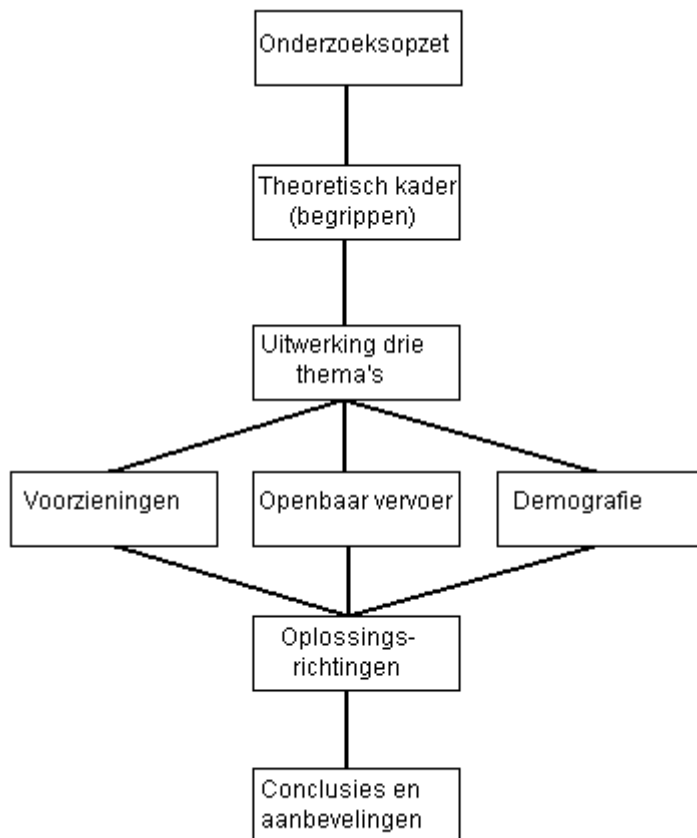 Onderzoeksopzet
Theoretisch kader
(begrippen)
Uitwerking drie
thema's
Voorzieningen
Openbaar vervoer
Demografie
Oplossings-
richtingen
Conclusies en
aanbevelingen